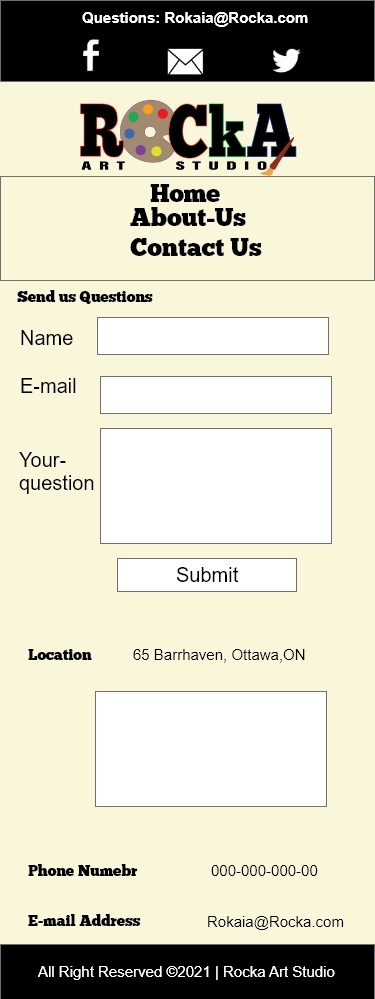 Questions: Rokaia@Rocka.com
ROCkA
ART STUDIO
Home
About-Us
Contact Us
Send us Questions
Name
E-mail
Your-
question
Submit
Location 65 Barrhaven, Ottawa,ON
Phone Numebr 000-000-000-00
E-mail Address Rokaia@Rocka.com
All Right Reserved ©2021 | Rocka Art Studio